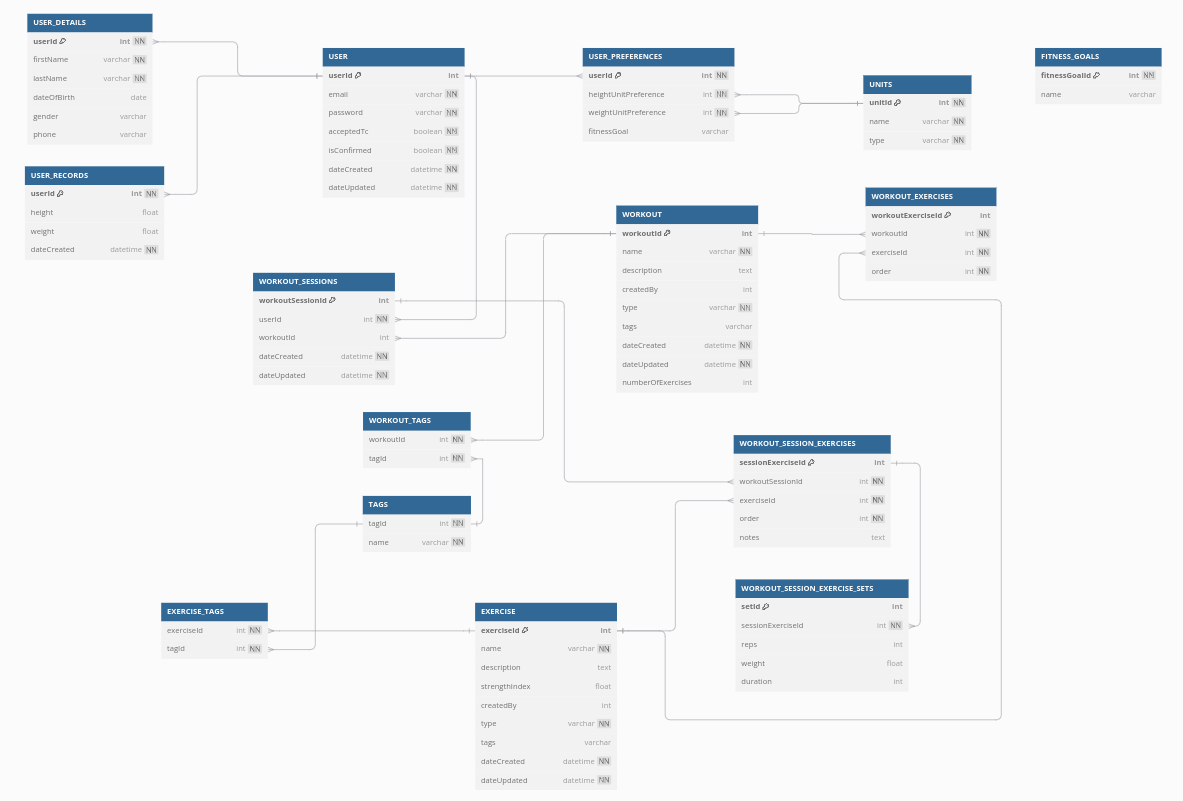 USER_DETAILS
userId int NN
firstName varchar NN
lastName varchar NN
dateOfBirth date
gender varchar
phone varchar
USER
userId int
email varchar NN
password varchar NN
acceptedTc boolean NN
isConfirmed boolean NN
dateCreated datetime NN
dateUpdated datetime NN
USER_PREFERENCES
userId int NN
heightUnitPreference int NN
weightUnitPreference int NN
fitnessGoal varchar
UNITS
unitId int NN
name varchar NN
type varchar NN
FITNESS_GOALS
fitnessGoalId int NN
name varchar
USER_RECORDS
userId int NN
height float
weight float
dateCreated datetime NN
WORKOUT
workoutId int
name varchar NN
description text
createdBy int
type varchar NN
tags varchar
dateCreated datetime NN
dateUpdated datetime NN
numberOfExercises int
WORKOUT_EXERCISES
workoutExerciseId int
workoutId int NN
exerciseId int NN
order int NN
WORKOUT_SESSIONS
workoutSessionId int
userId int NN
workoutId int
dateCreated datetime NN
dateUpdated datetime NN
WORKOUT_TAGS
workoutId int NN
tagId int NN
TAGS
tagId int NN
name varchar NN
WORKOUT_SESSION_EXERCISES
sessionExerciseId int
workoutSessionId int NN
exerciseId int NN
order int NN
notes text
WORKOUT_SESSION_EXERCISE_SETS
setId int
sessionExerciseId int NN
reps int
weight float
duration int
EXERCISE_TAGS
exerciseId int NN
tagId int NN
EXERCISE
exerciseId int
name varchar NN
description text
strengthIndex float
createdBy int
type varchar NN
tags varchar
dateCreated datetime NN
dateUpdated datetime NN